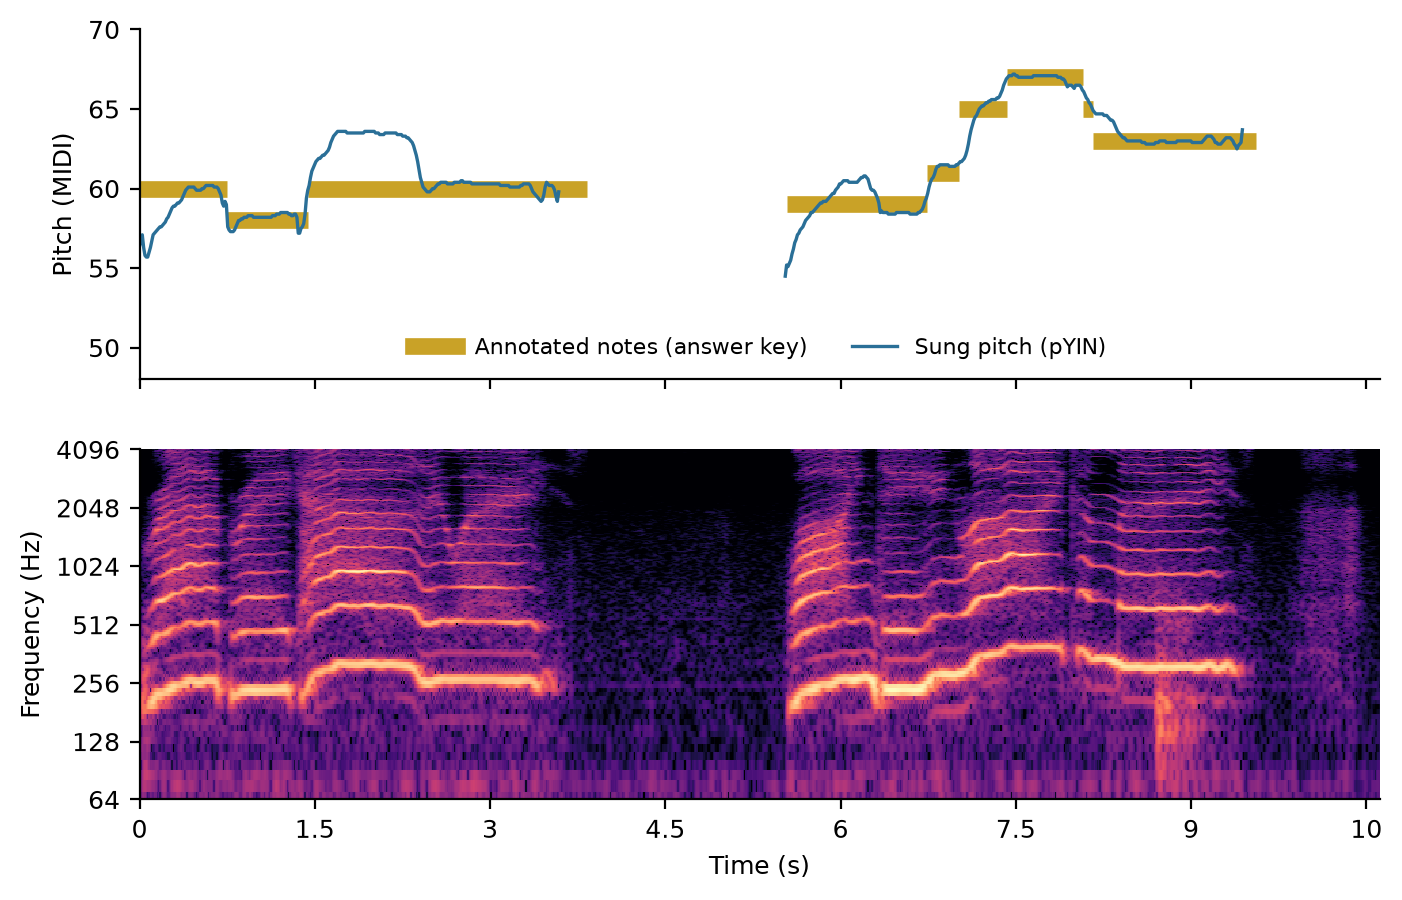 70
65
60
55
50
Pitch (MIDI)
Annotated notes (answer key)
Sung pitch (pYIN)
4096
2048
1024
512
256
128
64
Frequency (Hz)
0 1.5 3 4.5 6 7.5 9 10
Time (s)